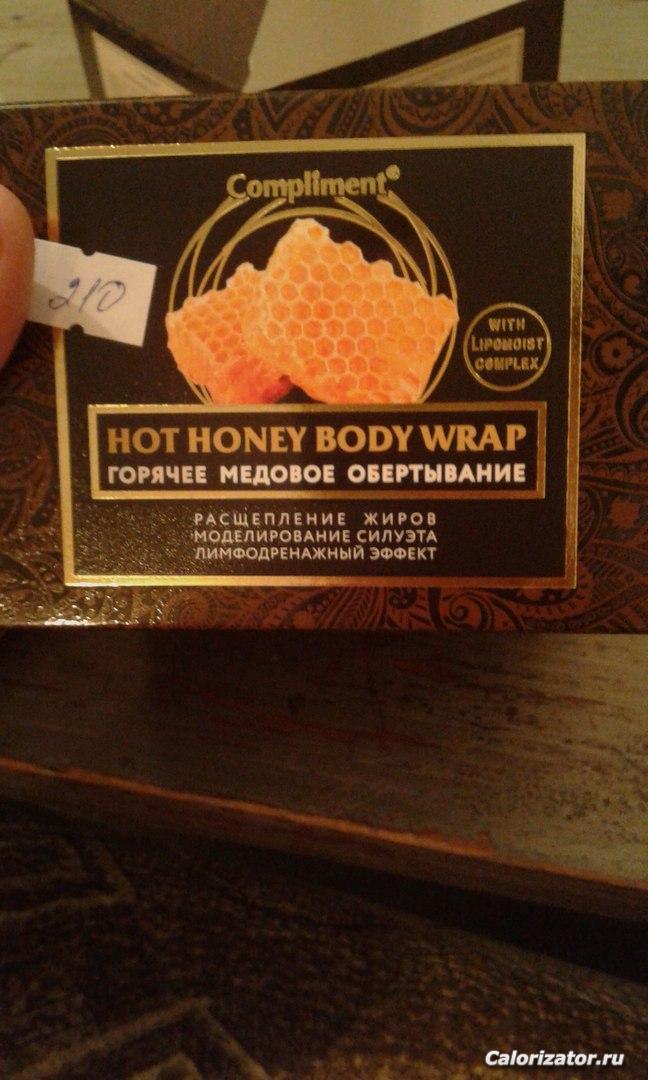 Compliment®
210
WITH
LIPOMOIST
COMPLEX
HOT HONEY BODY WRAP
ГОРЯЧЕЕ МЕДОВОЕ ОБЕРТЫВАНИЕ
РАСЩЕПЛЕНИЕ ЖИРОВ
МОДЕЛИРОВАНИЕ СИЛУЭТА
ЛИМФОДРЕНАЖНЫЙ ЭФФЕКТ
Calorizator.ru